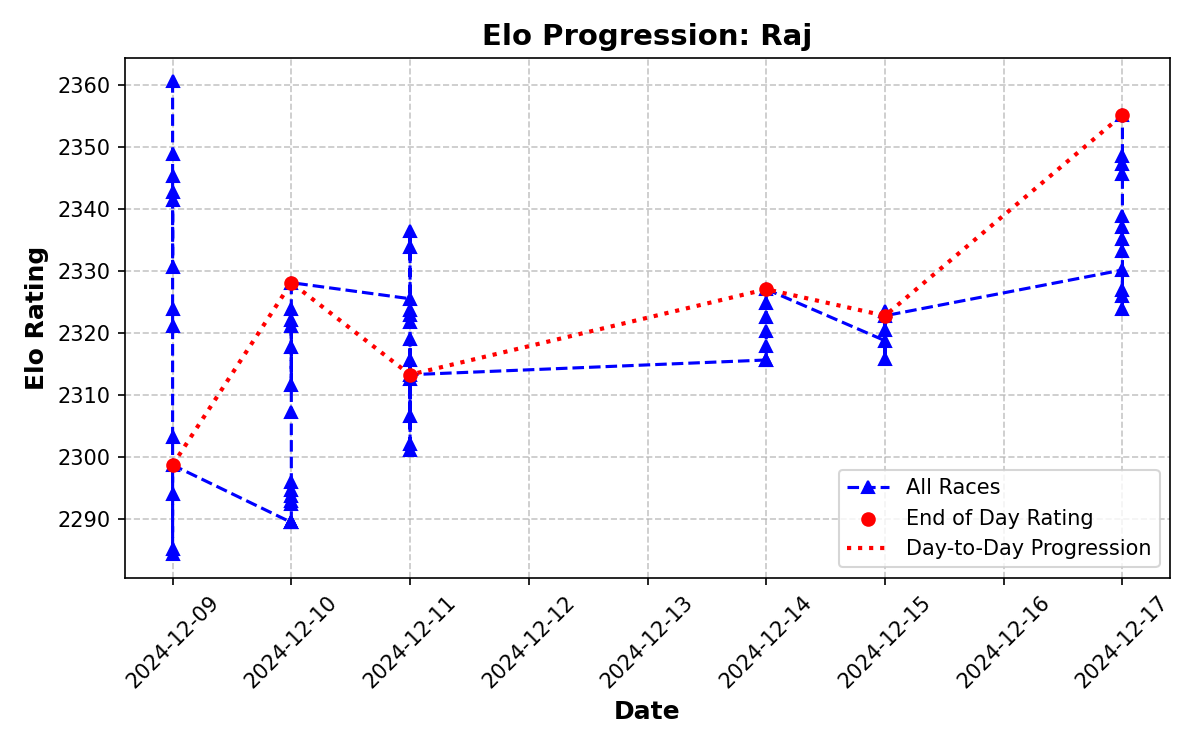 Elo Progression: Raj
Elo Rating
2360
2350
2340
2330
2320
2310
2300
2290
All Races
End of Day Rating
Day-to-Day Progression
2024-12-09
2024-12-10
2024-12-11
2024-12-12
2024-12-13
2024-12-14
2024-12-15
2024-12-16
2024-12-17
Date